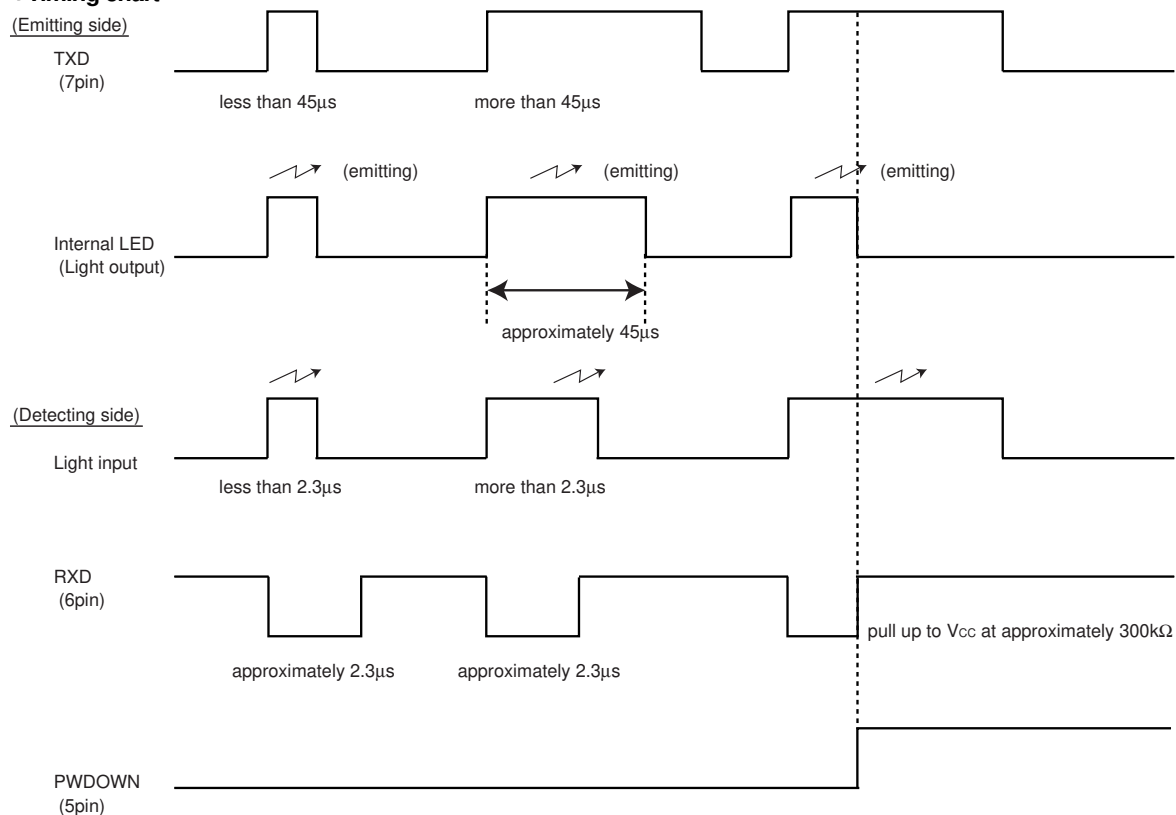 Timing chart
(Emitting side)
TXD
(7pin)
less than 45μs
more than 45μs
(emitting)
(emitting)
(emitting)
Internal LED
(Light output)
approximately 45μs
(Detecting side)
Light input
less than 2.3μs
more than 2.3μs
RXD
(6pin)
pull up to Vcc at approximately 300kΩ
approximately 2.3μs
approximately 2.3μs
PWDOWN
(5pin)